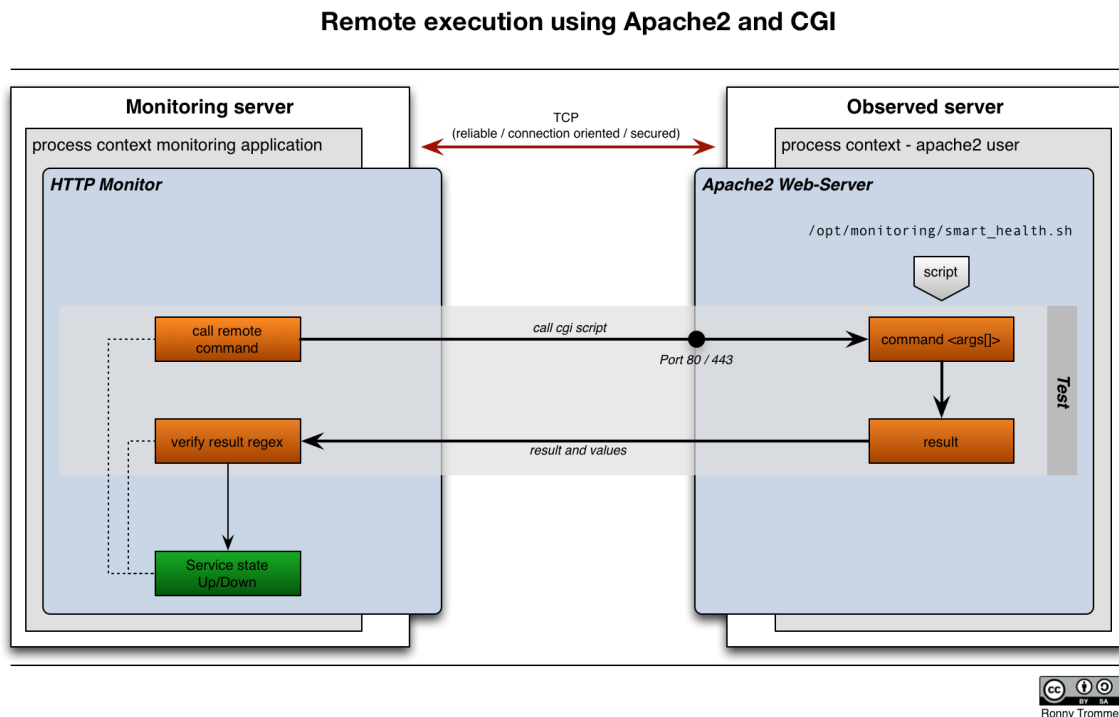 Remote execution using Apache2 and CGI
Monitoring server
process context monitoring application
HTTP Monitor
TCP
(reliable / connection oriented / secured)
Observed server
process context - apache2 user
Apache2 Web-Server
/opt/monitoring/smart_health.sh
script
call remote
command
call cgi script
Port 80 / 443
command <args[]>
Test
verify result regex
result and values
result
Service state
Up/Down
cc
BY SA
Ronny Tromme